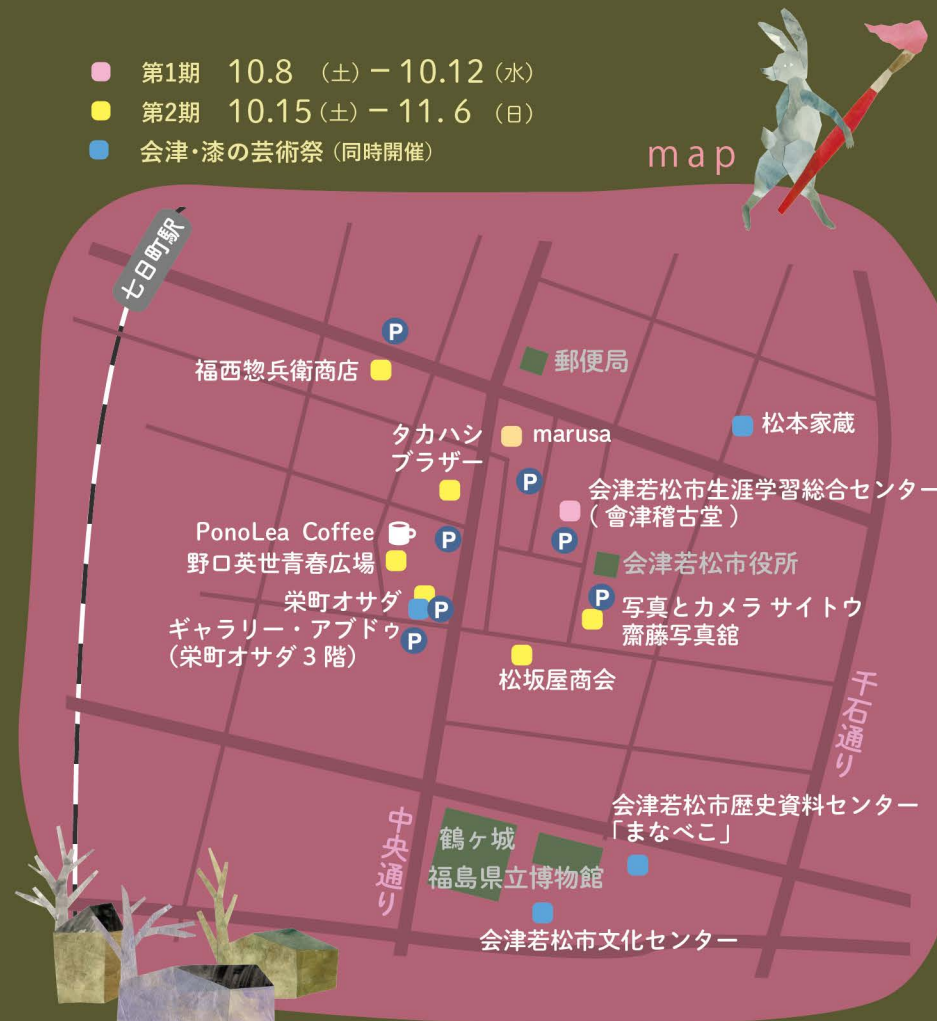 第1期 10.8 (土) − 10.12 (水)
第2期 10.15 (土) − 11.6 (日)
会津・漆の芸術祭 (同時開催)
map
七日町駅
P
福西惣兵衛商店
郵便局
タカハシ
ブラザー
marusa
松本家蔵
P
会津若松市生涯学習総合センター
(會津稽古堂)
PonoLea Coffee
P
P
野口英世青春広場
会津若松市役所
栄町オサダ
P
P
写真とカメラ サイトウ
齋藤写真舘
ギャラリー・アブドゥ
(栄町オサダ3階)
P
松坂屋商会
千石通り
会津若松市歴史資料センター
「まなべこ」
中央通り
鶴ヶ城
福島県立博物館
会津若松市文化センター